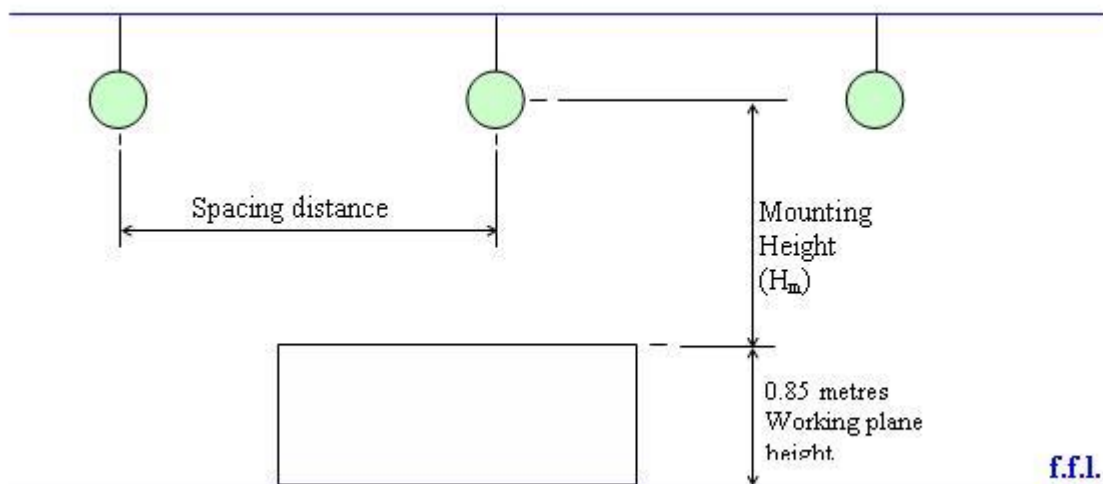 Spacing distance
Mounting
Height
(Hm)
0.85 metres
Working plane
height
f.f.l.